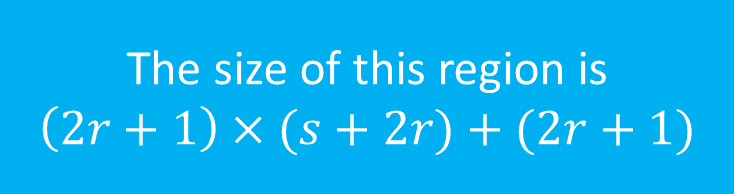 The size of this region is
(2𝑟 + 1) × (𝑠 + 2𝑟) + (2𝑟 + 1)